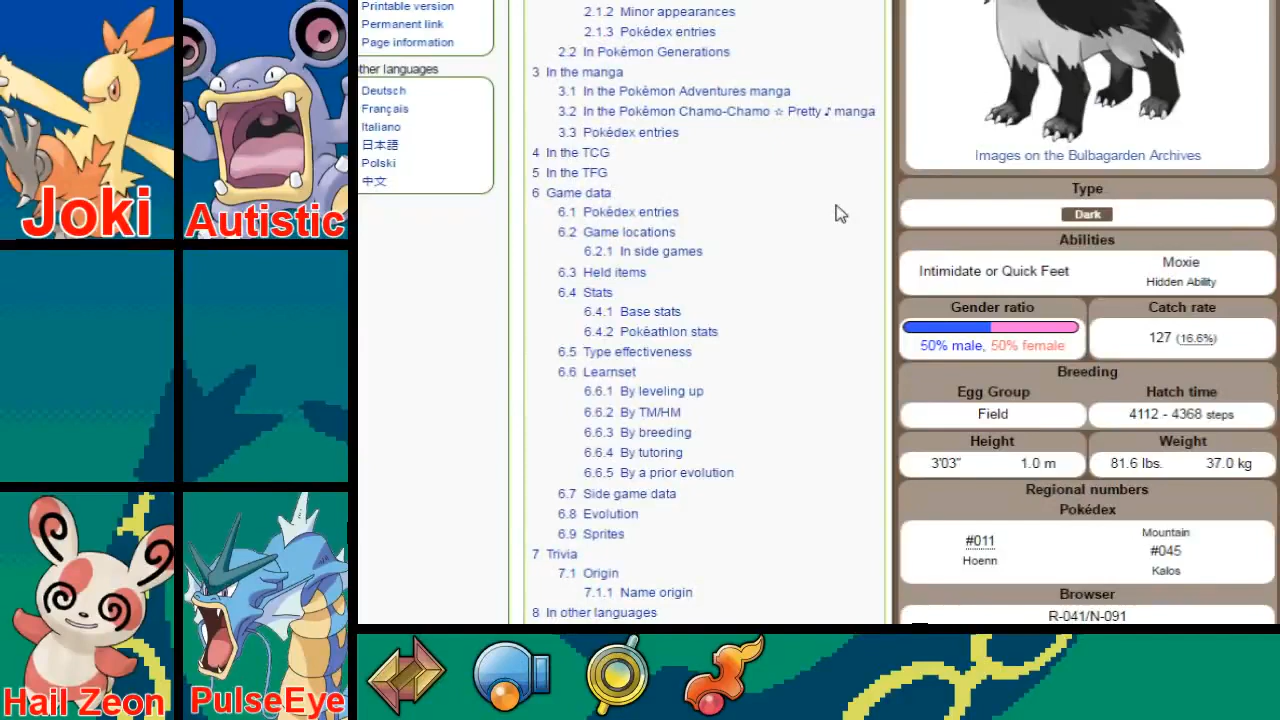 Joki
Autistic
Hail Zeon
PulseEye
Printable version
Permanent link
Page information
other languages
Deutsch
Français
Italiano
日本語
Polski
中文
2.1.2 Minor appearances
2.1.3 Pokédex entries
2.2 In Pokémon Generations
3 In the manga
3.1 In the Pokémon Adventures manga
3.2 In the Pokémon Chamo-Chamo ☆ Pretty ♪ manga
3.3 Pokédex entries
4 In the TCG
5 In the TFG
6 Game data
6.1 Pokédex entries
6.2 Game locations
6.2.1 In side games
6.3 Held items
6.4 Stats
6.4.1 Base stats
6.4.2 Pokéathlon stats
6.5 Type effectiveness
6.6 Learnset
6.6.1 By leveling up
6.6.2 By TM/HM
6.6.3 By breeding
6.6.4 By tutoring
6.6.5 By a prior evolution
6.7 Side game data
6.8 Evolution
6.9 Sprites
7 Trivia
7.1 Origin
7.1.1 Name origin
8 In other languages
Images on the Bulbagarden Archives
Type
Dark
Abilities
Intimidate or Quick Feet
Moxie
Hidden Ability
Gender ratio
50% male, 50% female
Catch rate
127 (16.6%)
Breeding
Egg Group
Field
Hatch time
4112 - 4368 steps
Height
3'03" 1.0 m
Weight
81.6 lbs. 37.0 kg
Regional numbers
Pokédex
#011
Hoenn
Mountain
#045
Kalos
Browser
R-041/N-091